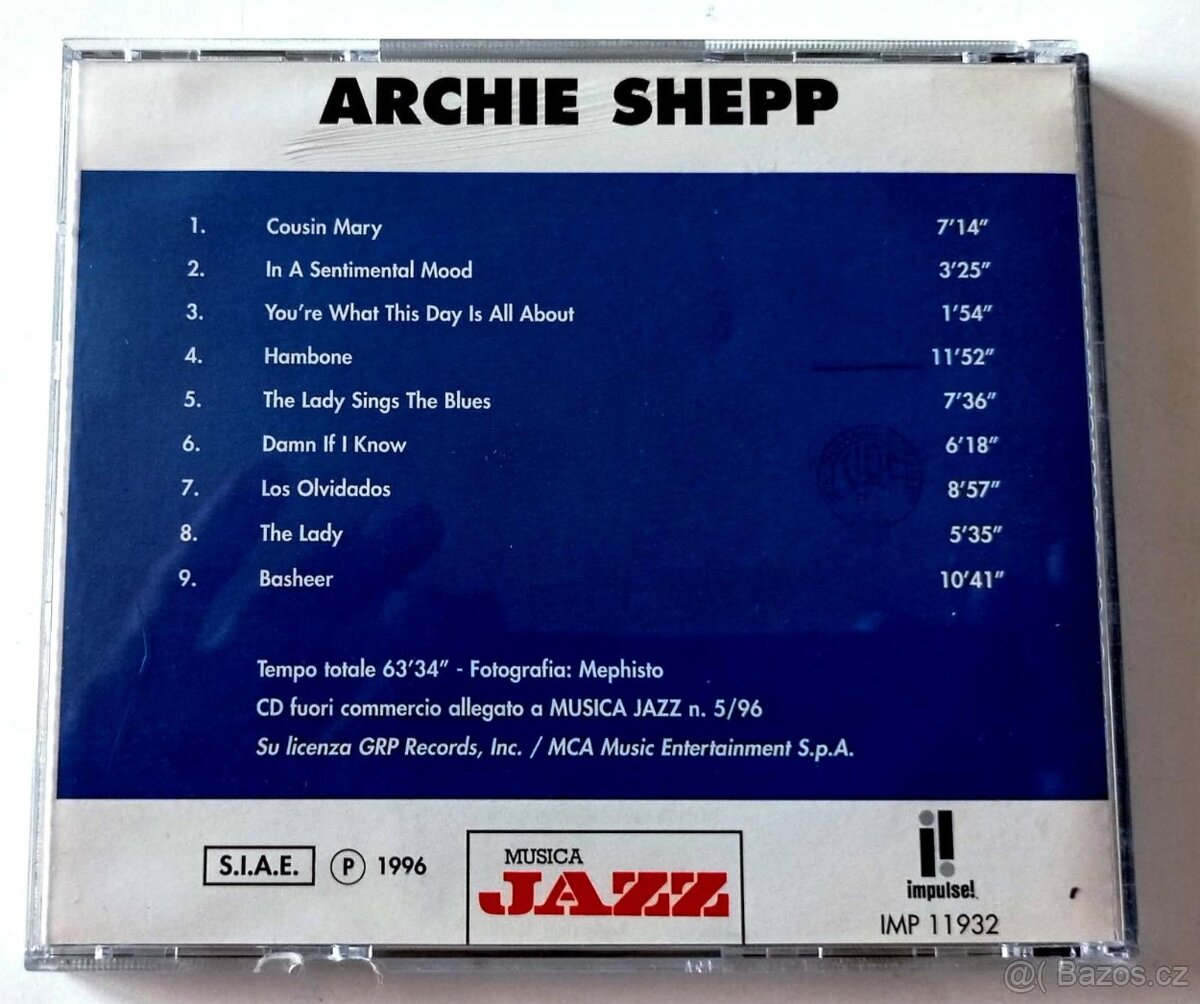 ARCHIE SHEPP
1. Cousin Mary 7'14"
2. In A Sentimental Mood 3'25"
3. You're What This Day Is All About 1'54"
4. Hambone 11'52"
5. The Lady Sings The Blues 7'36"
6. Damn If I Know 6'18"
7. Los Olvidados 8'57"
8. The Lady 5'35"
9. Basheer 10'41"
Tempo totale 63'34" - Fotografia: Mephisto
CD fuori commercio allegato a MUSICA JAZZ n. 5/96
Su licenza GRP Records, Inc. / MCA Music Entertainment S.p.A.
S.I.A.E. P 1996
MUSICA
JAZZ
impulse!
IMP 11932
@( Bazos.cz